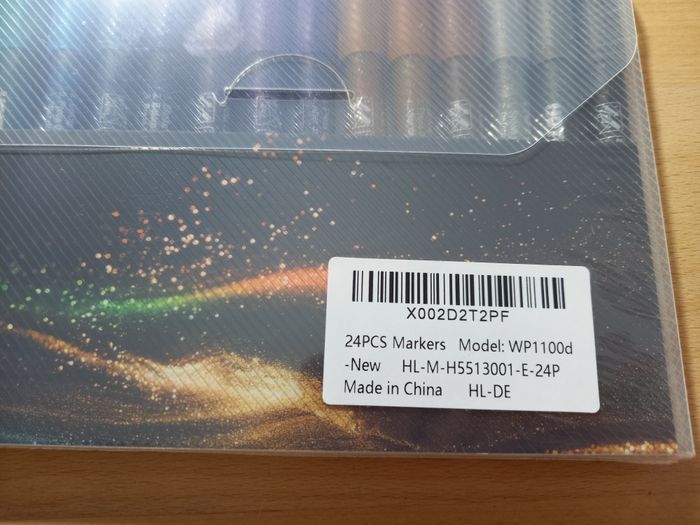 X002D2T2PF
24PCS Markers Model: WP1100d
-New HL-M-H5513001-E-24P
Made in China HL-DE